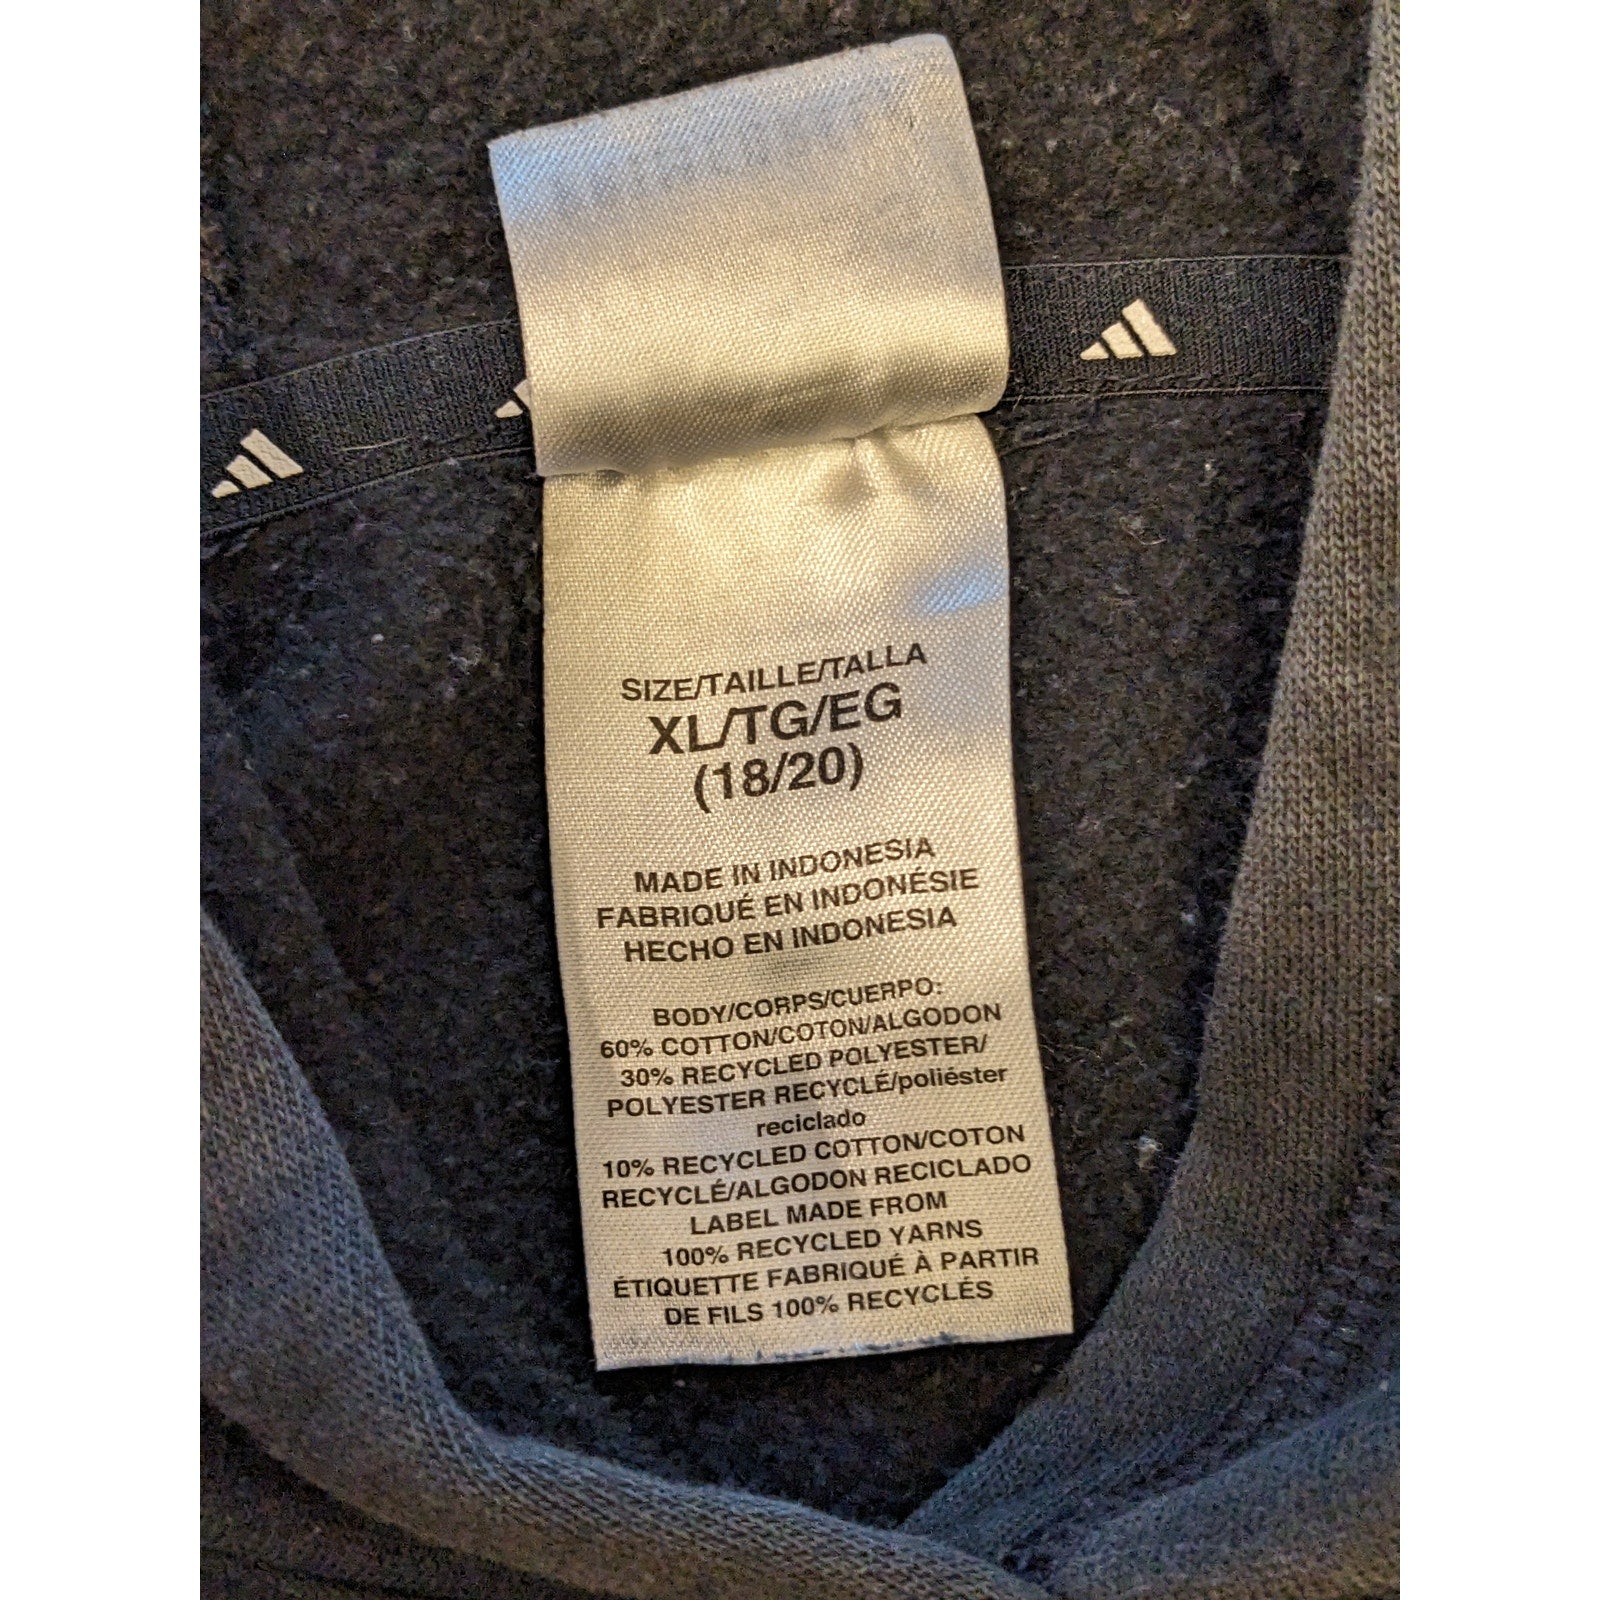 SIZE/TAILLE/TALLA
XL/TG/EG
(18/20)
MADE IN INDONESIA
FABRIQUÉ EN INDONÉSIE
HECHO EN INDONESIA
BODY/CORPS/CUERPO:
60% COTTON/COTON/ALGODON
30% RECYCLED POLYESTER/
POLYESTER RECYCLÉ/poliéster
reciclado
10% RECYCLED COTTON/COTON
RECYCLÉ/ALGODON RECICLADO
LABEL MADE FROM
100% RECYCLED YARNS
ÉTIQUETTE FABRIQUÉ À PARTIR
DE FILS 100% RECYCLÉS